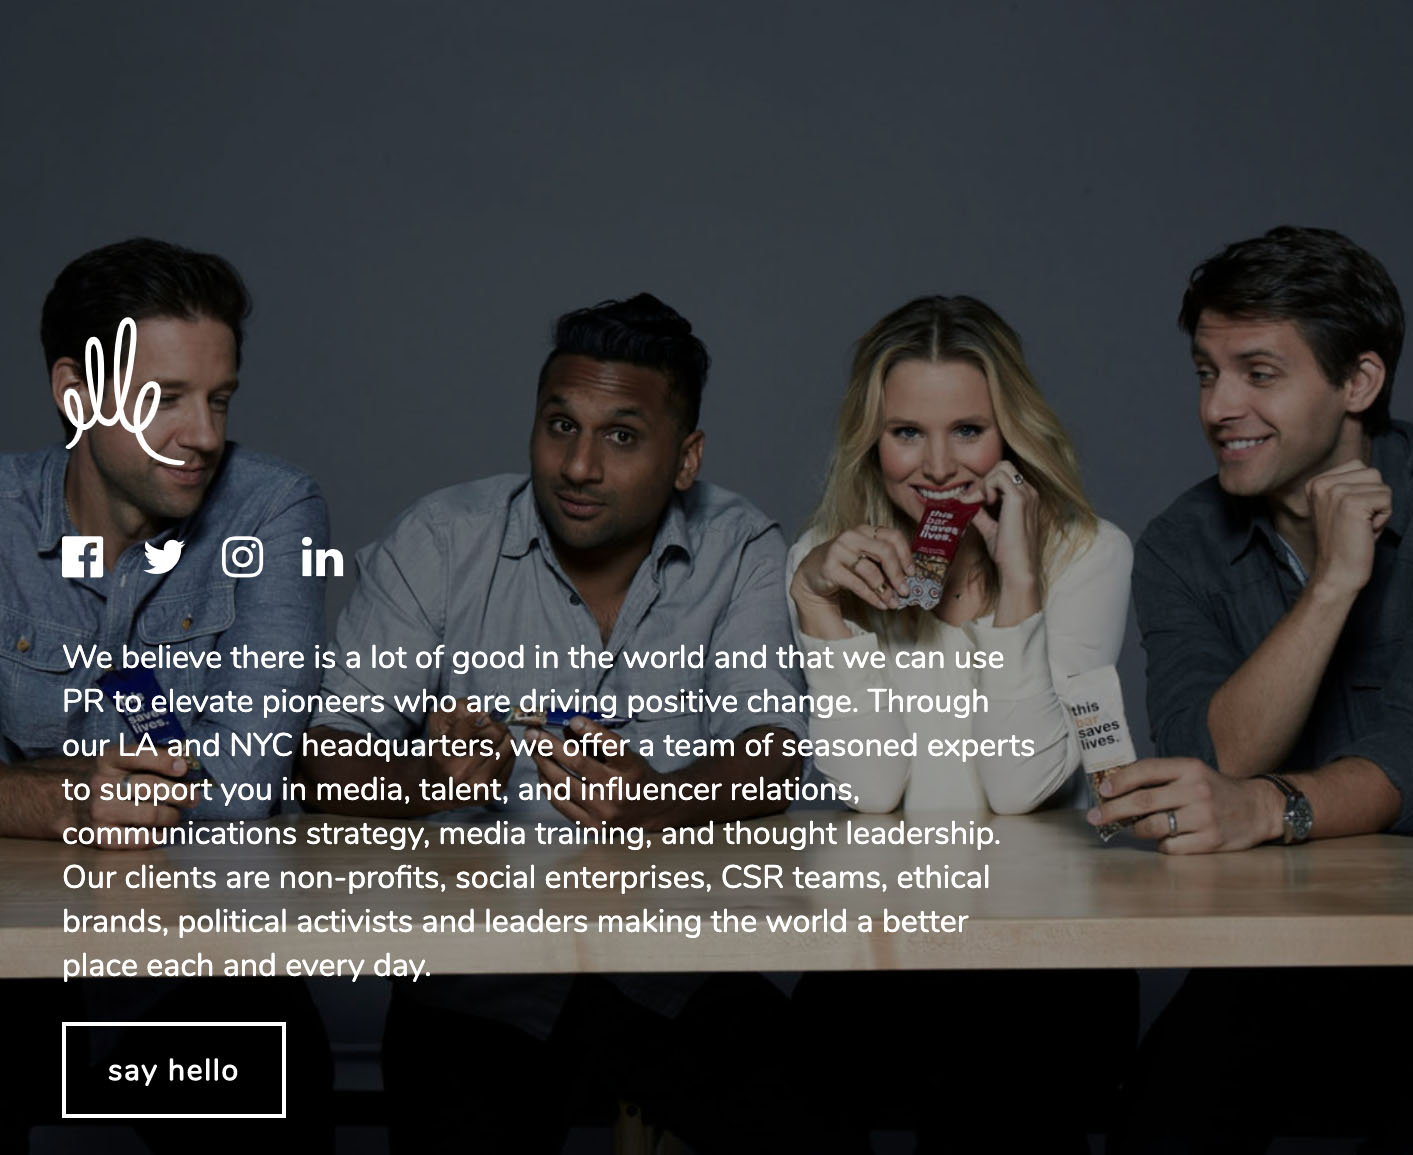 elle
We believe there is a lot of good in the world and that we can use
PR to elevate pioneers who are driving positive change. Through
our LA and NYC headquarters, we offer a team of seasoned experts
to support you in media, talent, and influencer relations,
communications strategy, media training, and thought leadership.
Our clients are non-profits, social enterprises, CSR teams, ethical
brands, political activists and leaders making the world a better
place each and every day.
say hello
this
bar
saves
lives.
this
bar
saves
lives.
saves
lives.